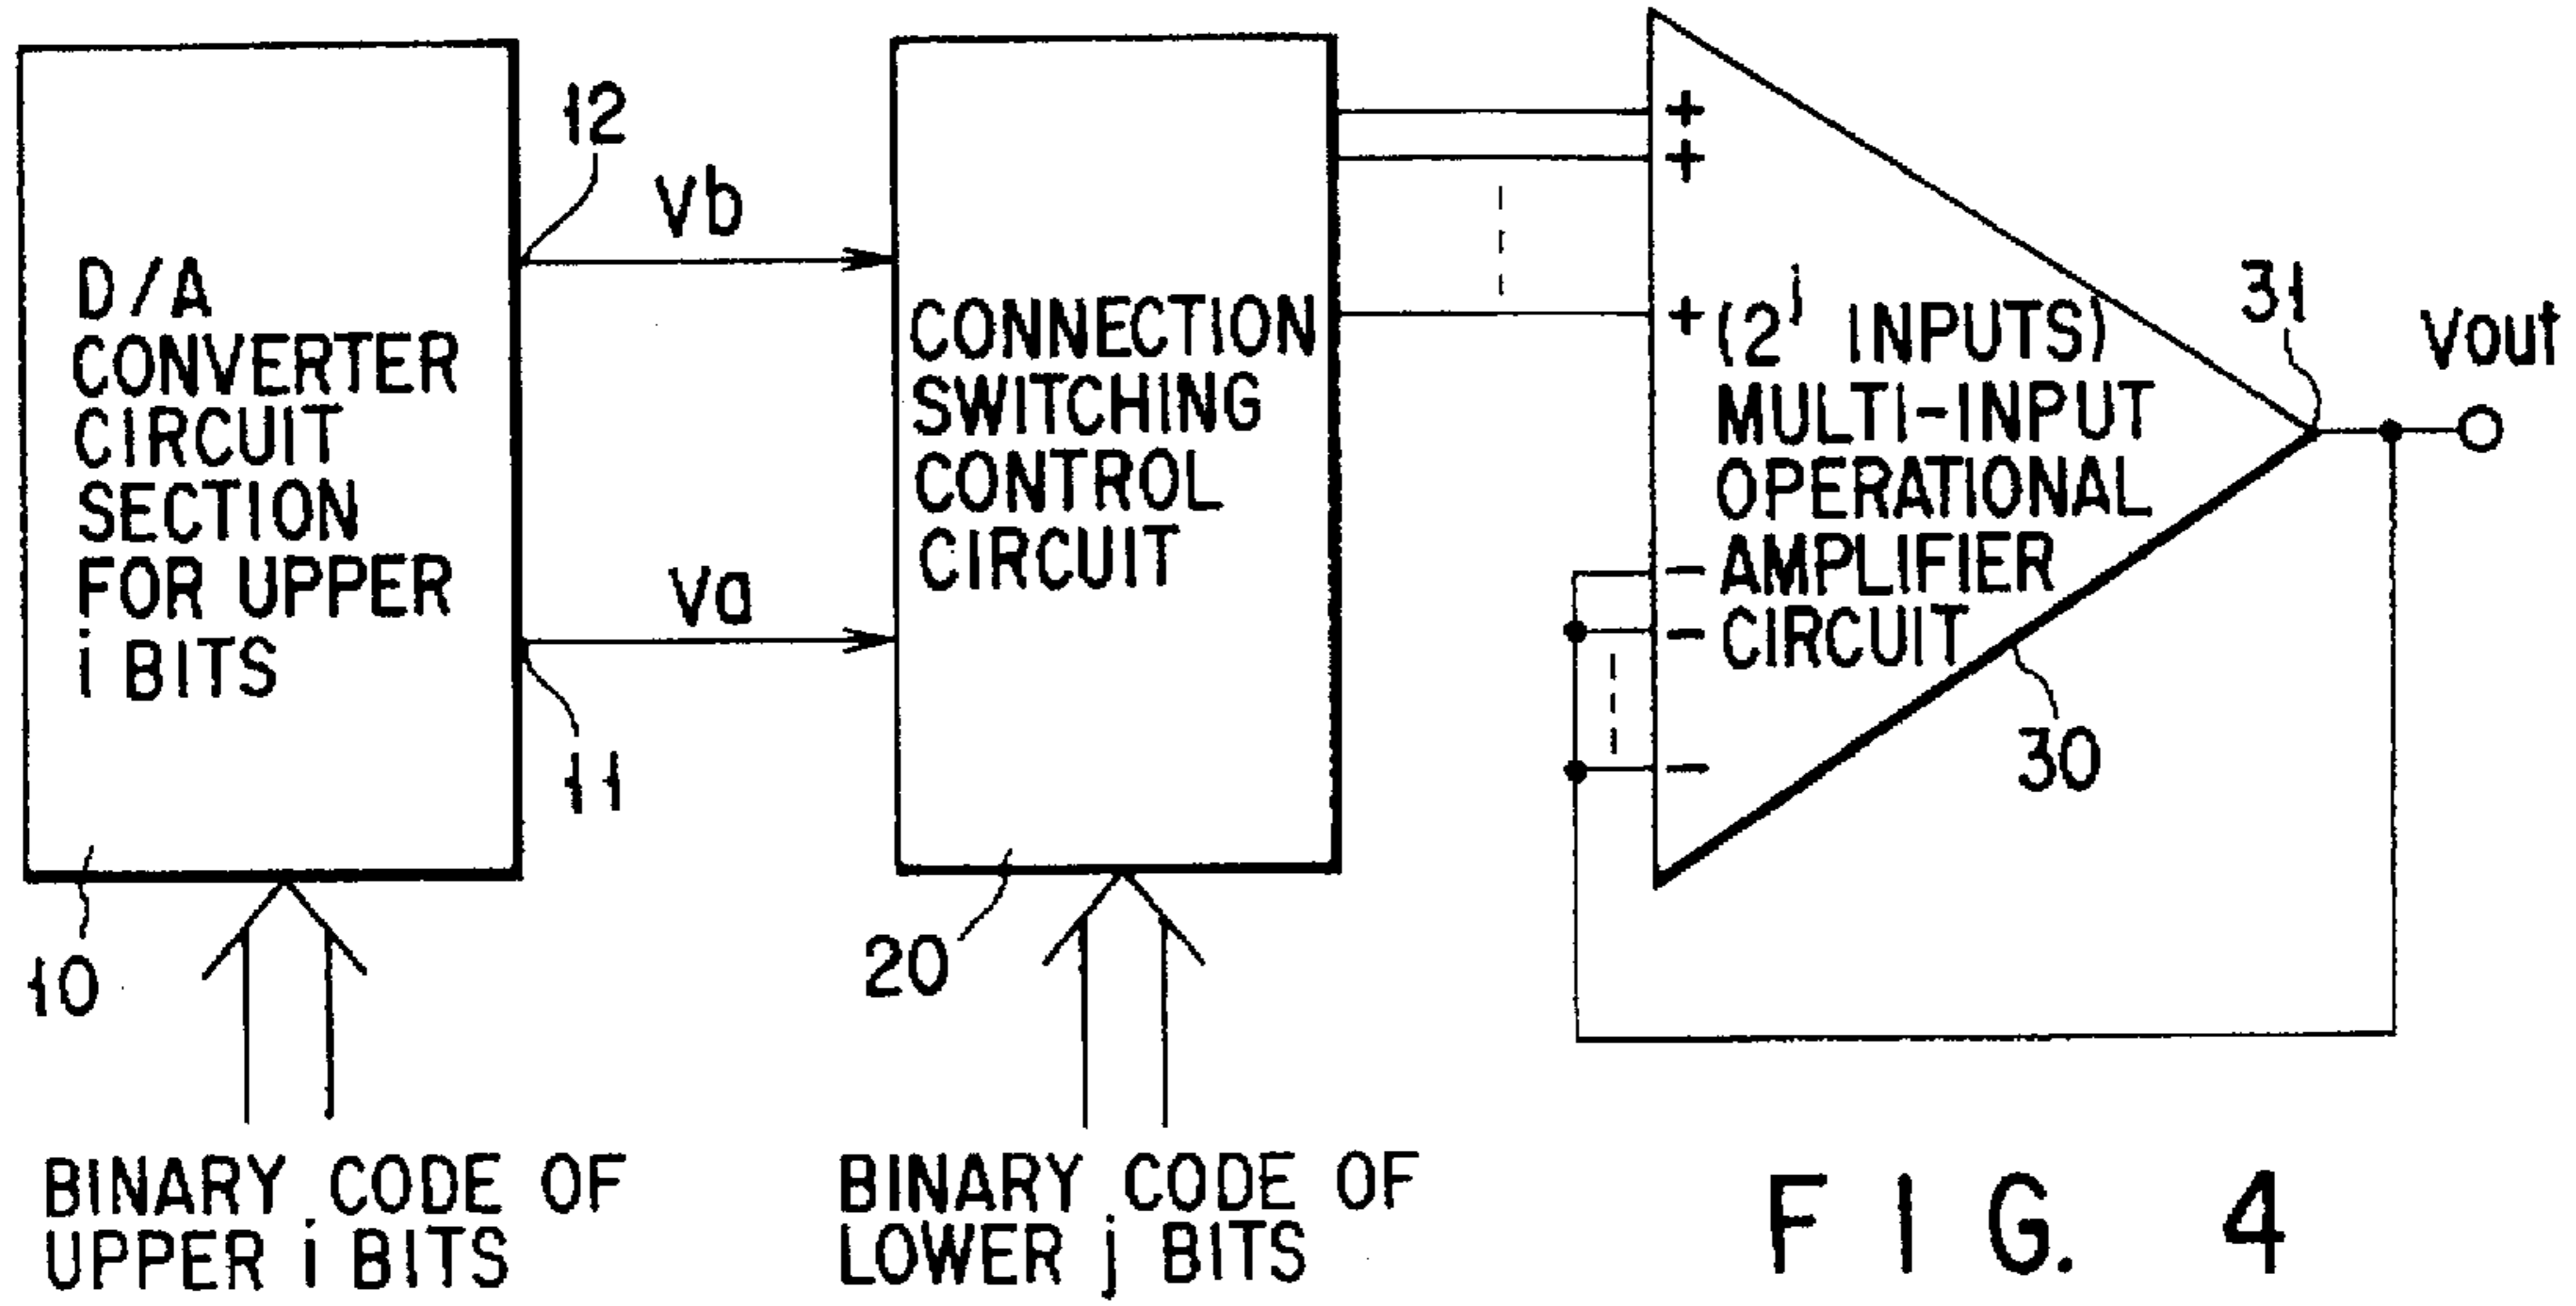 D/A
CONVERTER
CIRCUIT
SECTION
FOR UPPER
i BITS
10
12
Vb
Va
11
CONNECTION
SWITCHING
CONTROL
CIRCUIT
20
+
+
+
(2^j INPUTS)
MULTI-INPUT
OPERATIONAL
AMPLIFIER
CIRCUIT
-
-
-
30
31
Vout
BINARY CODE OF
UPPER i BITS
BINARY CODE OF
LOWER j BITS
FIG. 4